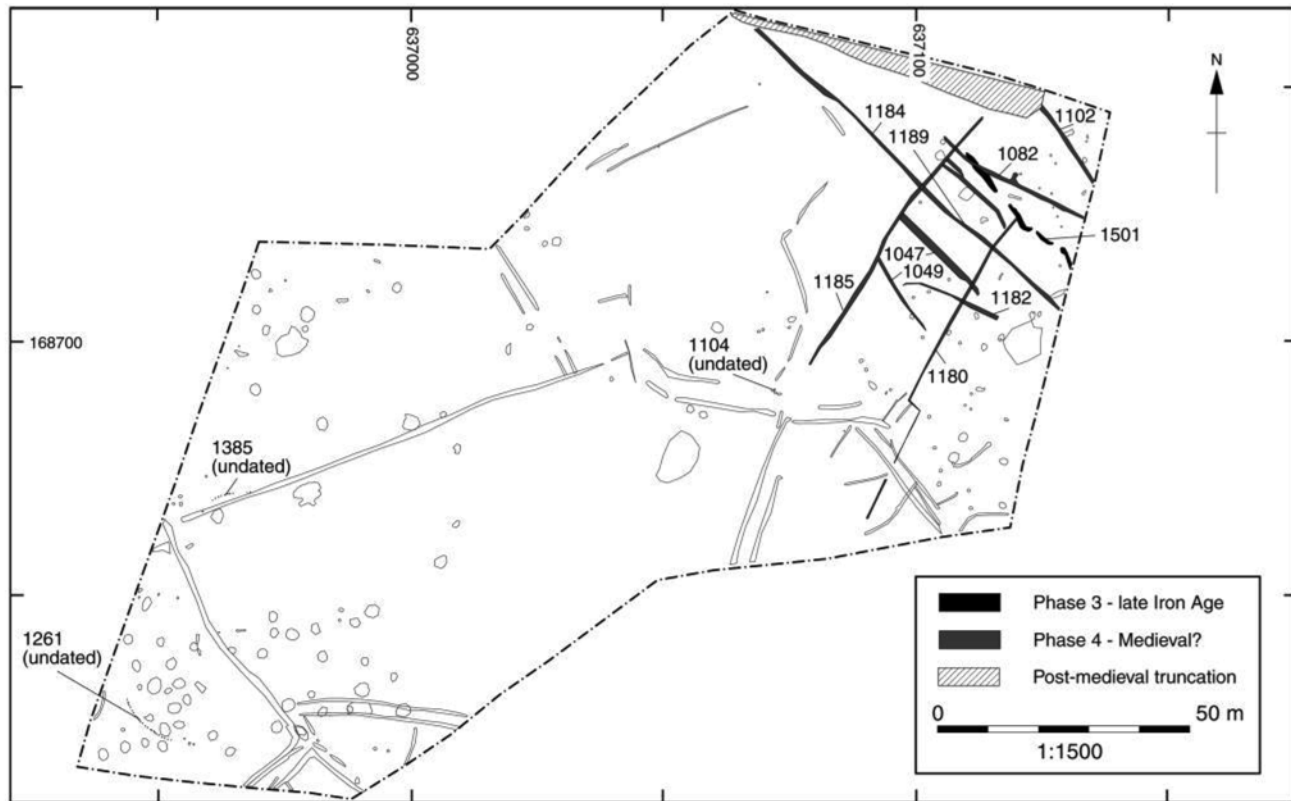 637000
637100
N
1184
1189
1102
1082
1501
1047
1049
1185
1182
168700
1104
(undated)
1180
1385
(undated)
1261
(undated)
Phase 3 - late Iron Age
Phase 4 - Medieval?
Post-medieval truncation
0 50 m
1:1500